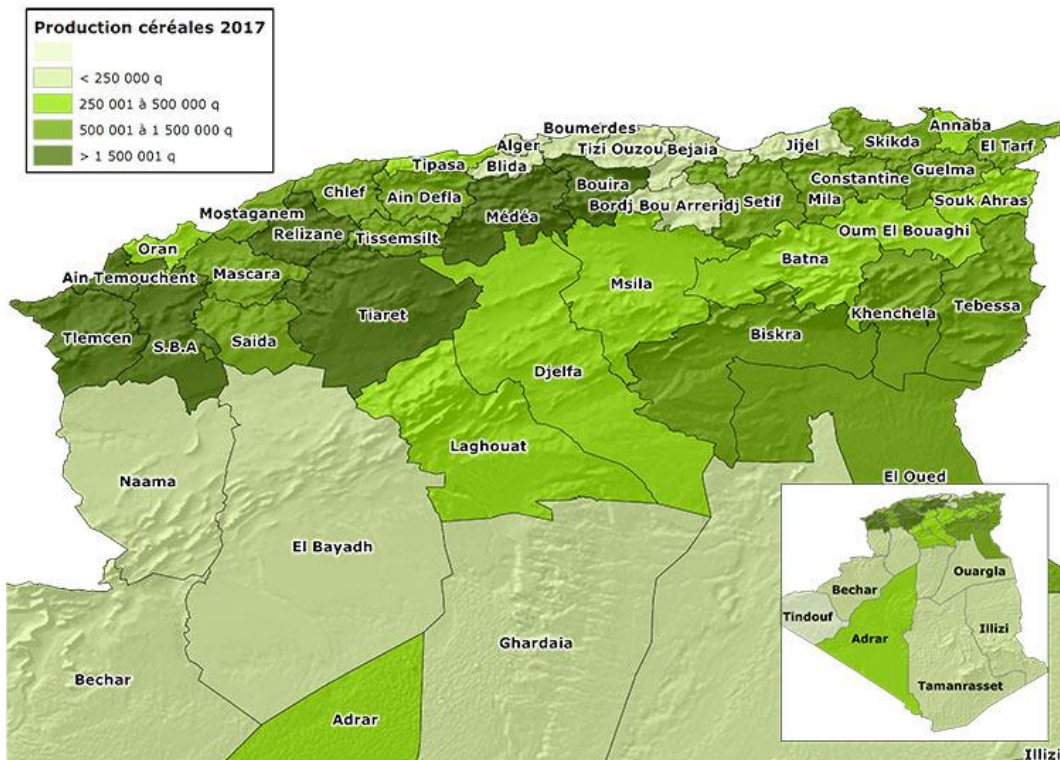 Production céréales 2017
< 250 000 q
250 001 à 500 000 q
500 001 à 1 500 000 q
> 1 500 001 q
Boumerdes
Alger
Tizi Ouzou
Bejaia
Jijel
Skikda
Annaba
El Tarf
Tipasa
Blida
Bouira
Constantine
Guelma
Chlef
Ain Defla
Médéa
Bordj Bou Arreridj
Setif
Mila
Souk Ahras
Mostaganem
Relizane
Tissemsilt
Oum El Bouaghi
Oran
Batna
Ain Temouchent
Mascara
Msila
Tiaret
Khenchela
Tebessa
Tlemcen
S.B.A
Saida
Biskra
Djelfa
Laghouat
Naama
El Oued
El Bayadh
Ghardaia
Bechar
Adrar
Illizi
Ouargla
Bechar
Tindouf
Illizi
Adrar
Tamanrasset